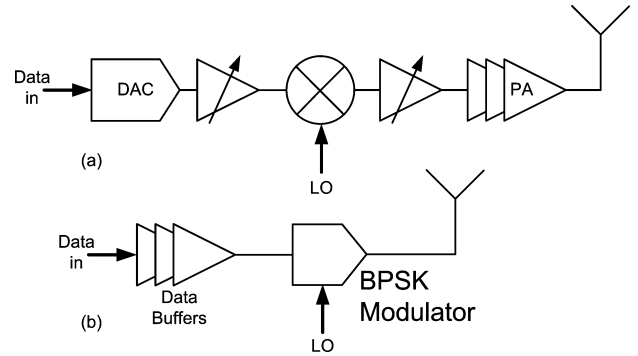 Data
in
DAC
PA
(a)
LO
Data
in
Data
Buffers
BPSK
Modulator
(b)
LO